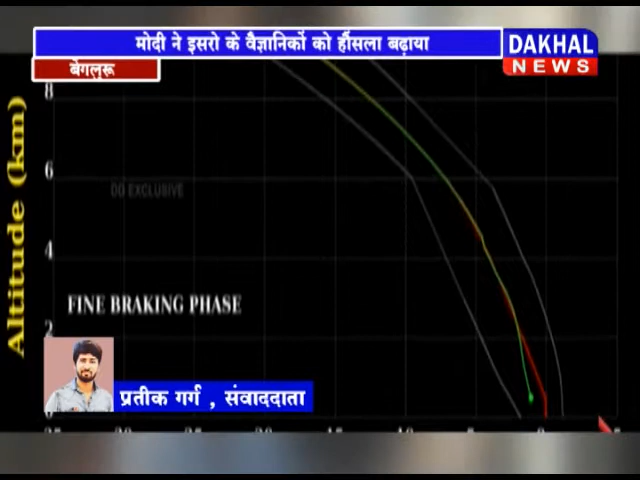 मोदी ने इसरो के वैज्ञानिकों को हौसला बढ़ाया
DAKHAL
NEWS
बेंगलुरू
8
6
DD EXCLUSIVE
4
FINE BRAKING PHASE
2
Altitude (km)
प्रतीक गर्ग , संवाददाता